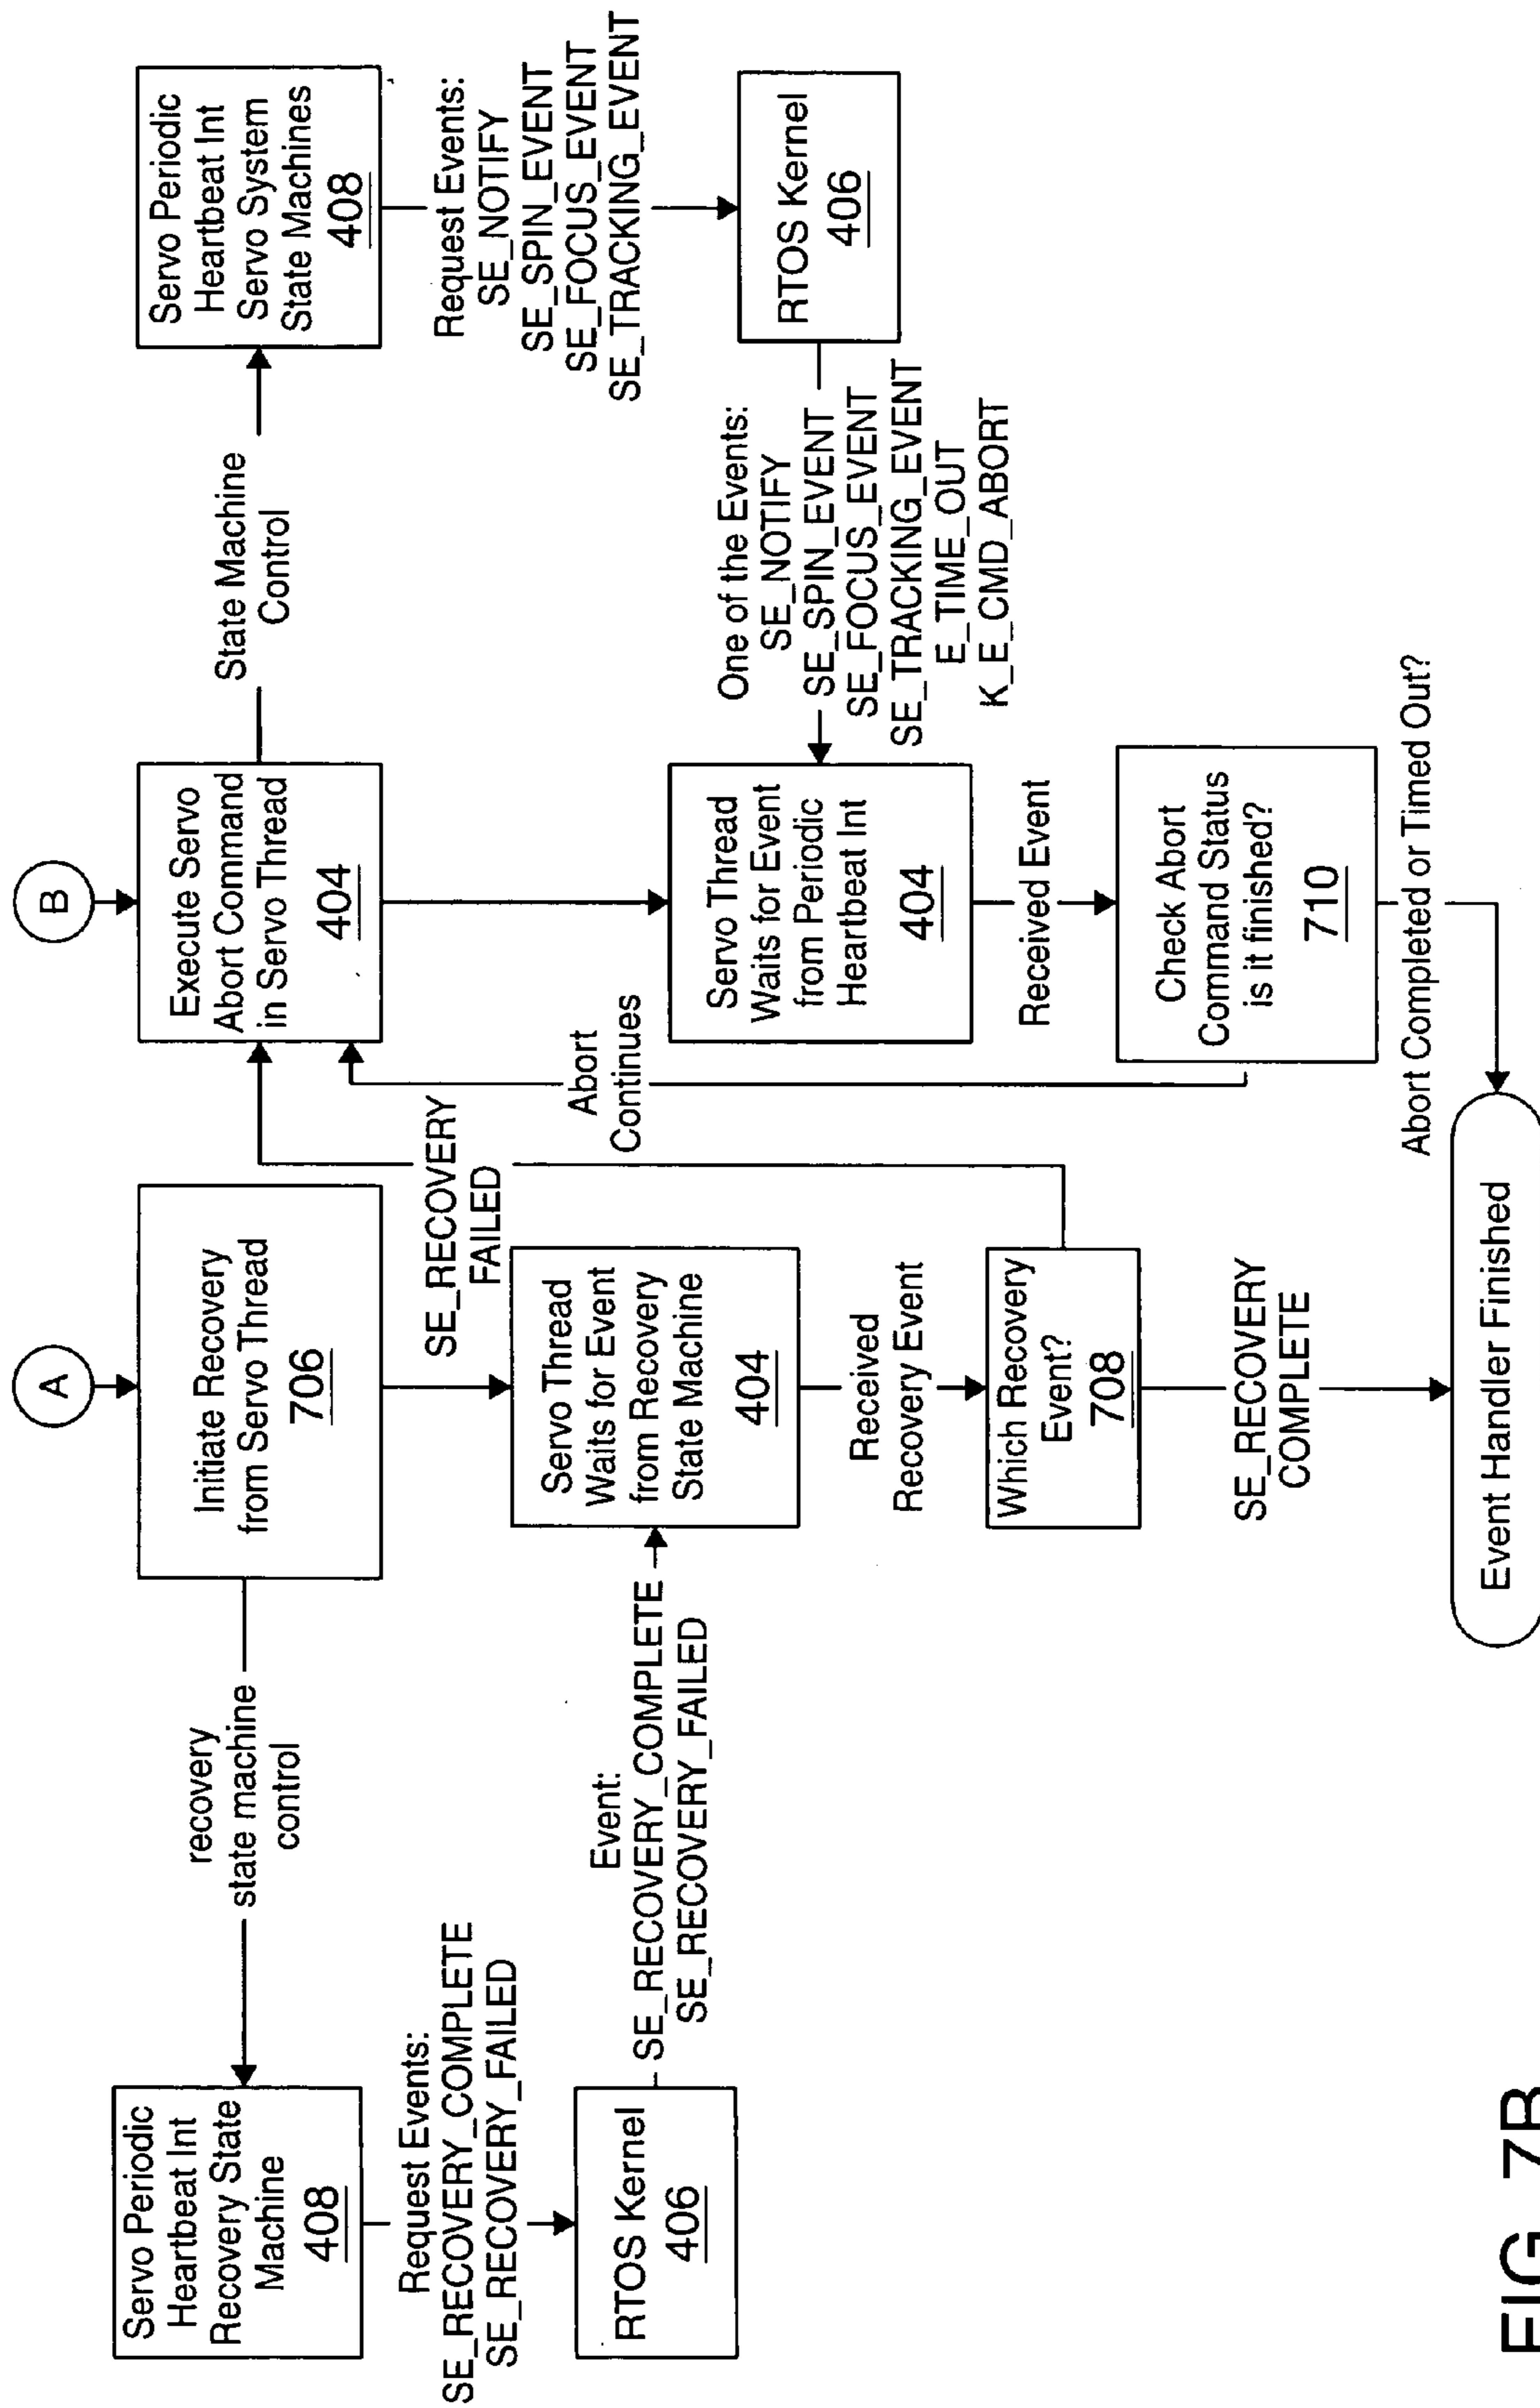 A
B
Servo Periodic
Heartbeat Int
Recovery State
Machine
408
recovery
state machine
control
Initiate Recovery
from Servo Thread
706
Execute Servo
Abort Command
in Servo Thread
404
State Machine
Control
Servo Periodic
Heartbeat Int
Servo System
State Machines
408
Request Events:
SE_RECOVERY_COMPLETE
SE_RECOVERY_FAILED
SE_RECOVERY
FAILED
Request Events:
SE_NOTIFY
SE_SPIN_EVENT
SE_FOCUS_EVENT
SE_TRACKING_EVENT
RTOS Kernel
406
Event:
SE_RECOVERY_COMPLETE
SE_RECOVERY_FAILED
Servo Thread
Waits for Event
from Recovery
State Machine
404
Abort
Continues
Servo Thread
Waits for Event
from Periodic
Heartbeat Int
404
One of the Events:
SE_NOTIFY
SE_SPIN_EVENT
SE_FOCUS_EVENT
SE_TRACKING_EVENT
E_TIME_OUT
K_E_CMD_ABORT
RTOS Kernel
406
Received
Recovery Event
Received Event
Which Recovery
Event?
708
Check Abort
Command Status
is it finished?
710
SE_RECOVERY
COMPLETE
Abort Completed or Timed Out?
Event Handler Finished
FIG. 7B